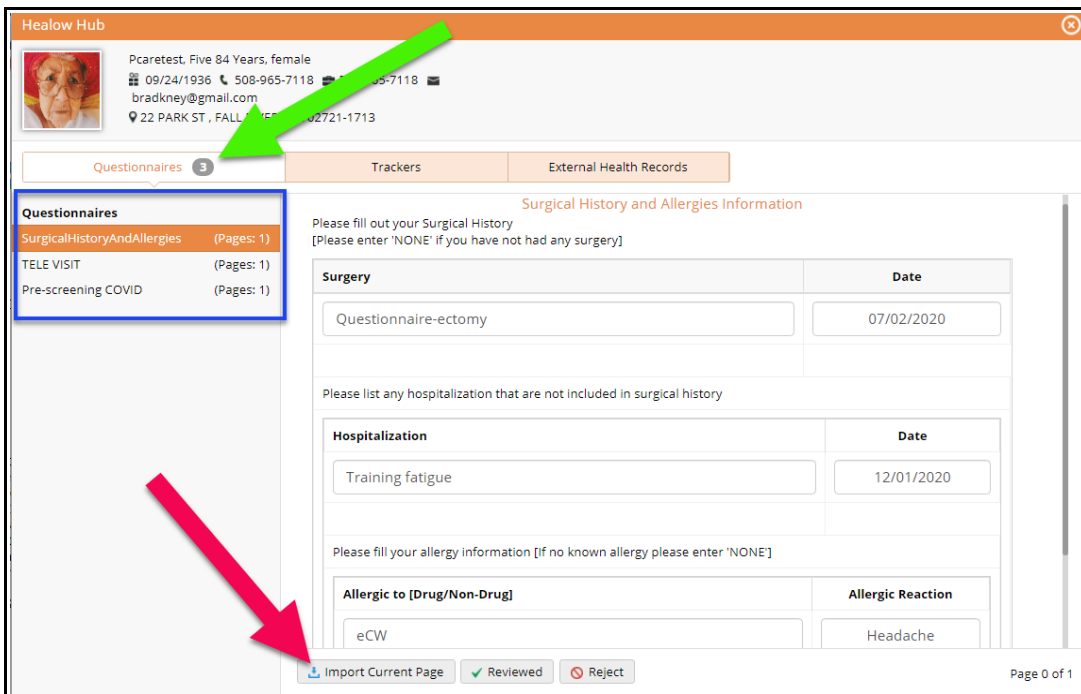 Healow Hub
Pcaretest, Five 84 Years, female
09/24/1936 508-965-7118 5-7118
bradkney@gmail.com
22 PARK ST , FALL 02721-1713
Questionnaires 3
Trackers
External Health Records
Questionnaires
SurgicalHistoryAndAllergies (Pages: 1)
TELE VISIT (Pages: 1)
Pre-screening COVID (Pages: 1)
Surgical History and Allergies Information
Please fill out your Surgical History
[Please enter 'NONE' if you have not had any surgery]
Surgery Date
Questionnaire-ectomy 07/02/2020
Please list any hospitalization that are not included in surgical history
Hospitalization Date
Training fatigue 12/01/2020
Please fill your allergy information [If no known allergy please enter 'NONE']
Allergic to [Drug/Non-Drug] Allergic Reaction
eCW Headache
Import Current Page Reviewed Reject Page 0 of 1